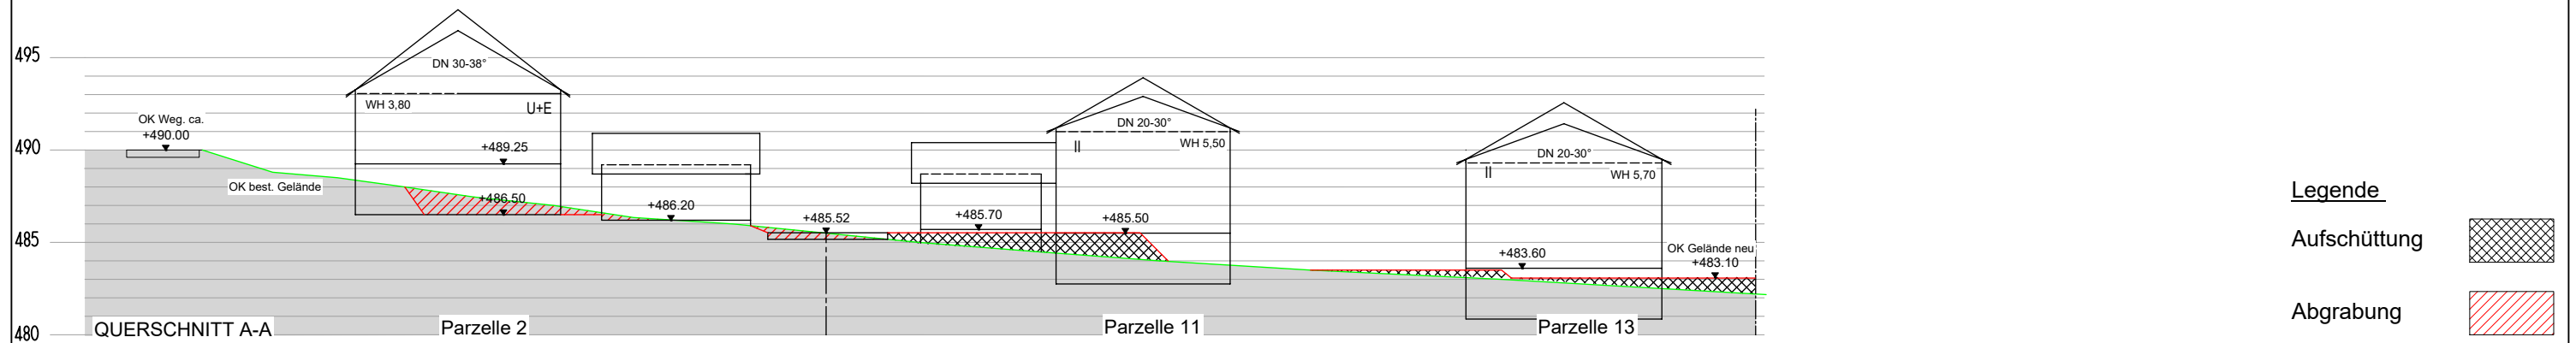 495
DN 30-38°
WH 3,80
U+E
OK Weg. ca.
+490.00
490
+489.25
OK best. Gelände
+486.50
+486.20
+485.52
485
+485.70
DN 20-30°
II
WH 5,50
+485.50
DN 20-30°
II
WH 5,70
+483.60
OK Gelände neu
+483.10
480
QUERSCHNITT A-A
Parzelle 2
Parzelle 11
Parzelle 13
Legende
Aufschüttung
Abgrabung